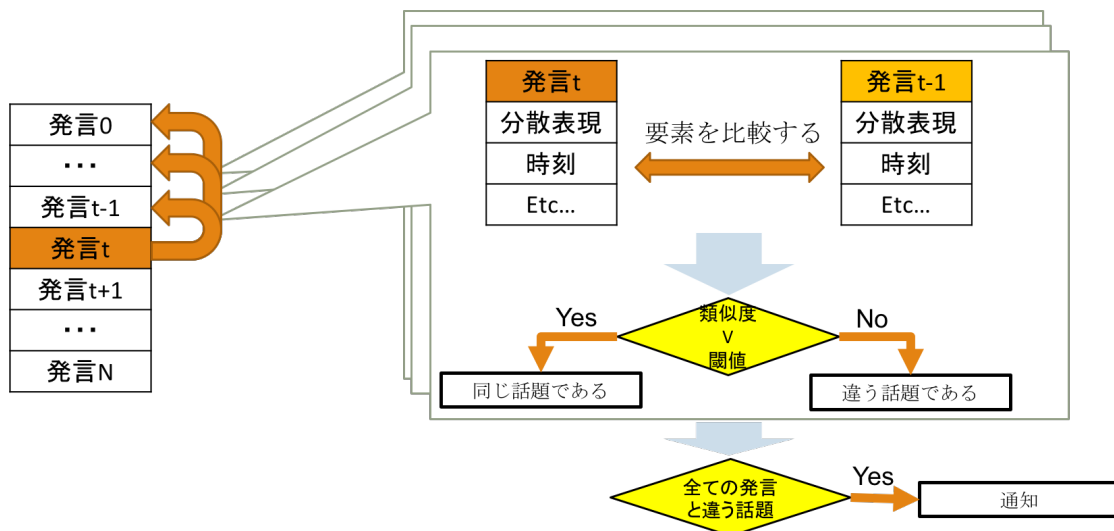 発言0
・・・
発言t-1
発言t
発言t+1
・・・
発言N
発言t
分散表現
時刻
Etc...
要素を比較する
発言t-1
分散表現
時刻
Etc...
類似度
∨
閾値
Yes
No
同じ話題である
違う話題である
全ての発言
と違う話題
Yes
通知